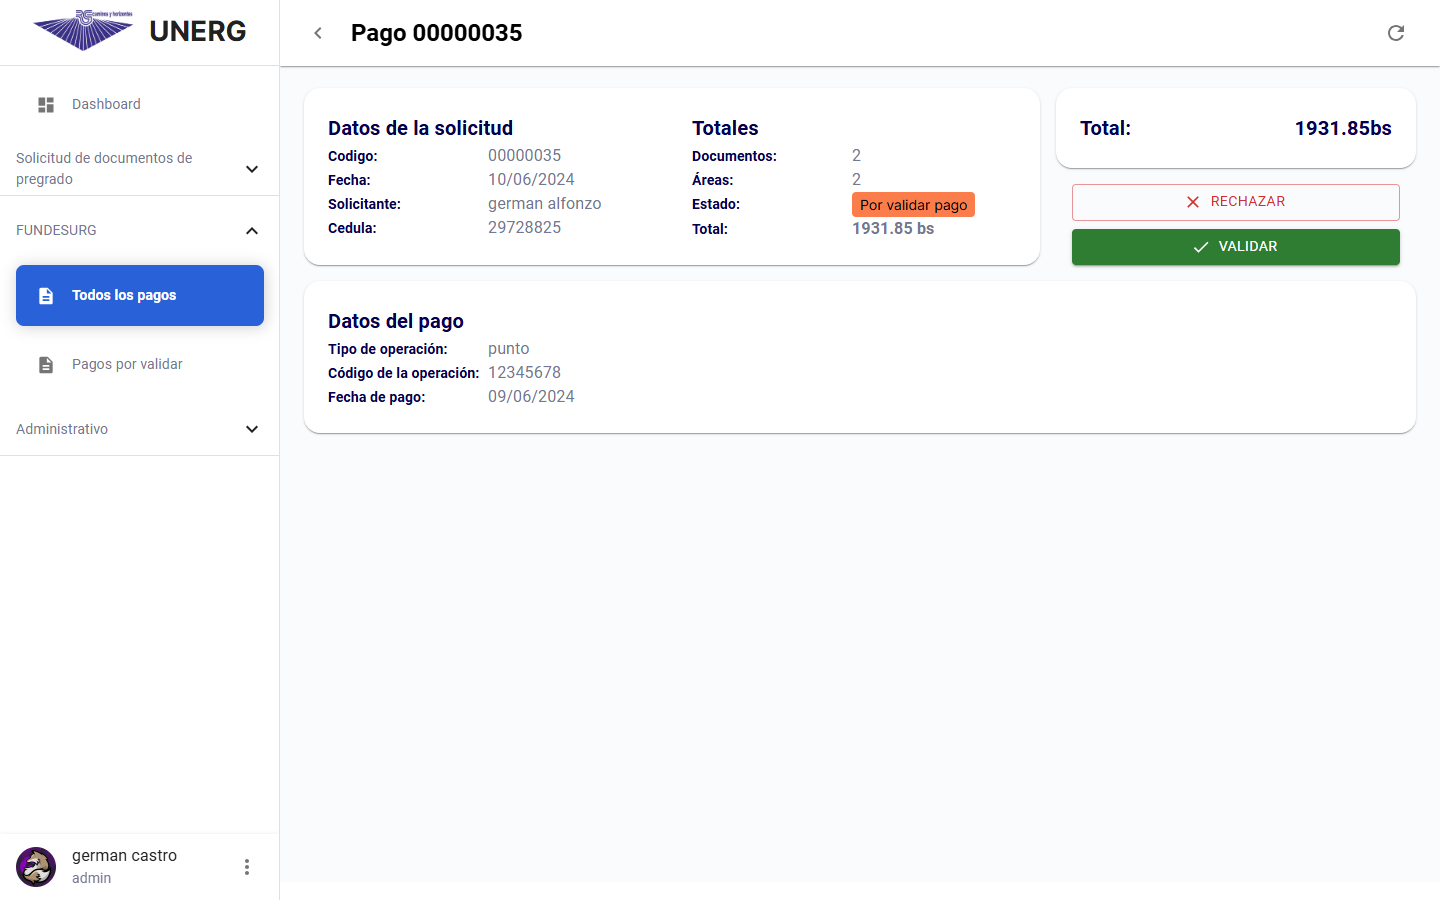 UNERG
Dashboard
Solicitud de documentos de
pregrado
FUNDESURG
Todos los pagos
Pagos por validar
Administrativo
german castro
admin
Pago 00000035
Datos de la solicitud
Codigo: 00000035
Fecha: 10/06/2024
Solicitante: german alfonzo
Cedula: 29728825
Totales
Documentos: 2
Áreas: 2
Estado: Por validar pago
Total: 1931.85 bs
Total: 1931.85bs
RECHAZAR
VALIDAR
Datos del pago
Tipo de operación: punto
Código de la operación: 12345678
Fecha de pago: 09/06/2024